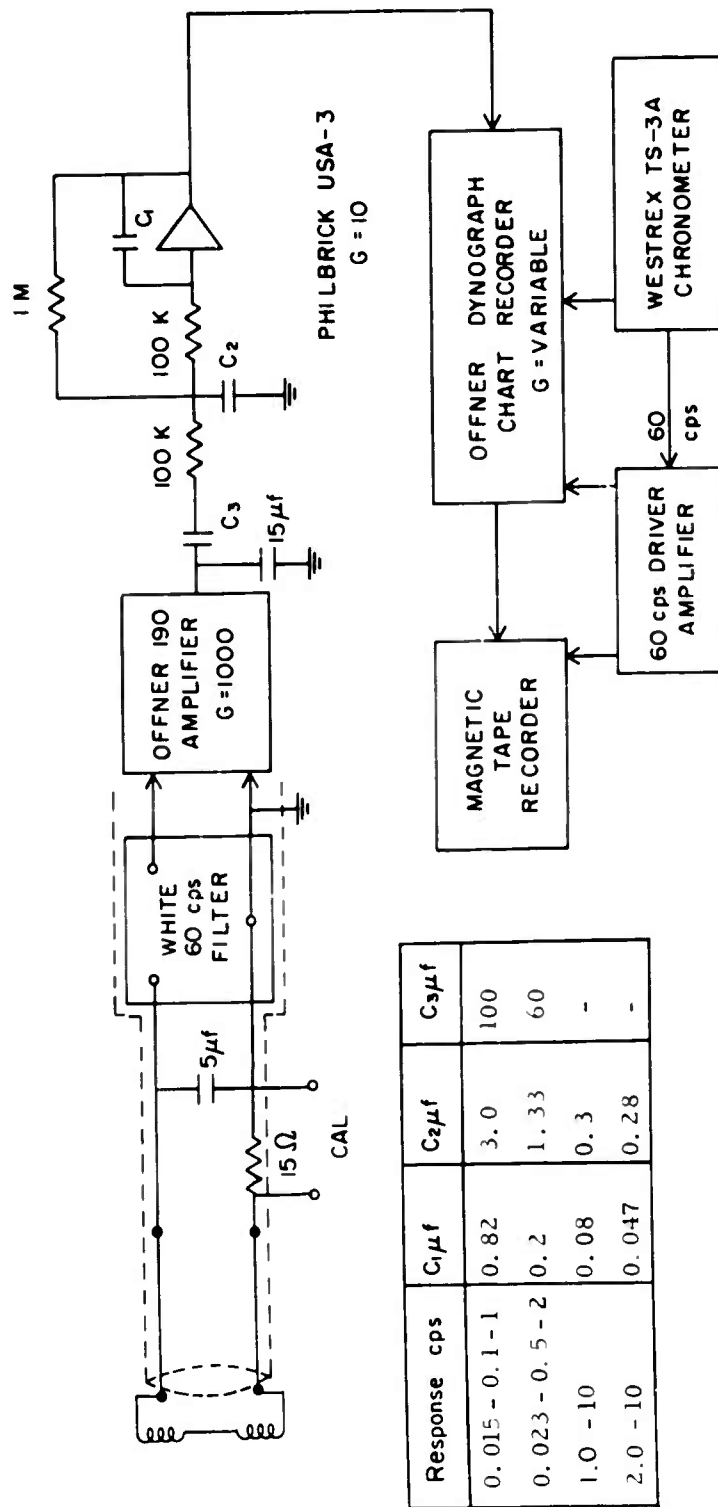 1 M
C1
100 K
C2
100 K
C3
15 µf
PHILBRICK USA-3
G = 10
OFFNER 190
AMPLIFIER
G=1000
WHITE
60 cps
FILTER
5 µf
15 Ω
CAL
OFFNER DYNOGRAPH
CHART RECORDER
G = VARIABLE
MAGNETIC
TAPE
RECORDER
60 cps
60 cps DRIVER
AMPLIFIER
WESTREX TS-3A
CHRONOMETER
Response cps C1µf C2µf C3µf
0.015 - 0.1 - 1 0.82 3.0 100
0.023 - 0.5 - 2 0.2 1.33 60
1.0 - 10 0.08 0.3 -
2.0 - 10 0.047 0.28 -